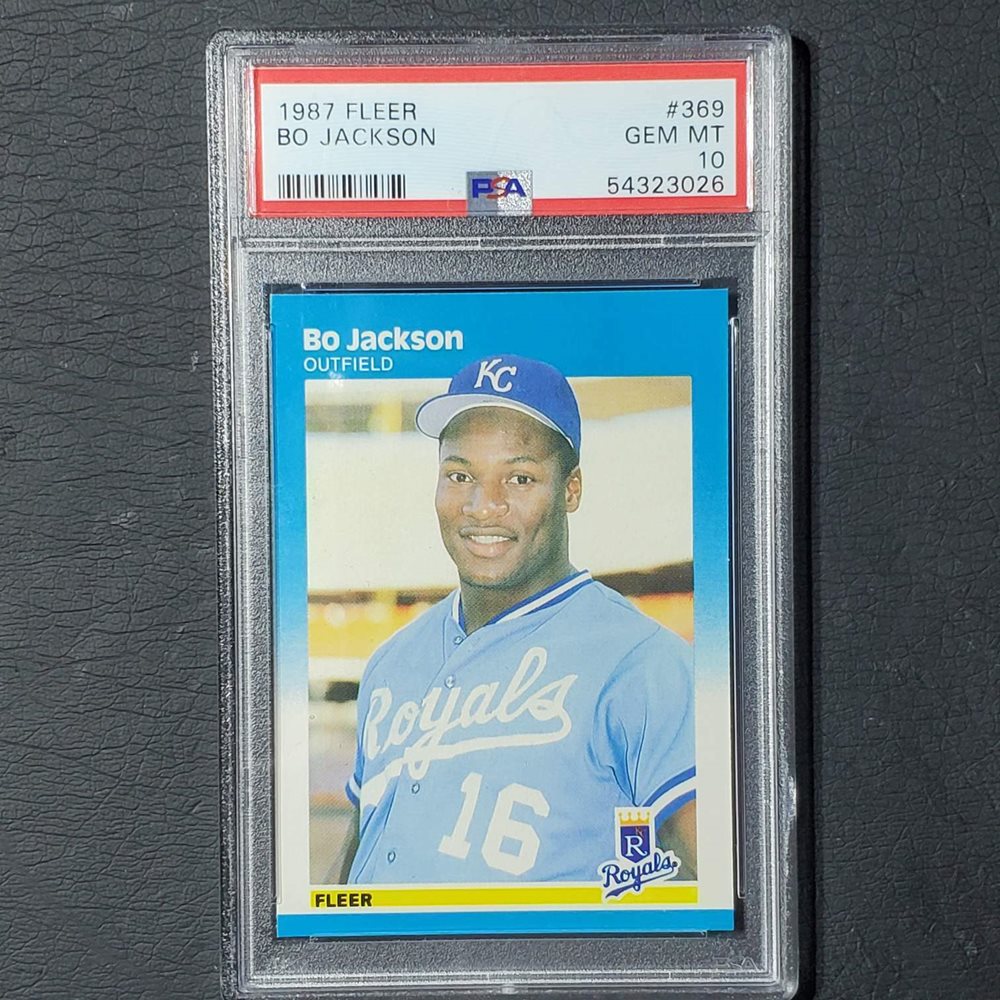 1987 FLEER #369
BO JACKSON GEM MT
10
PSA 54323026
Bo Jackson
OUTFIELD
KC
Royals
16
R
Royals
FLEER